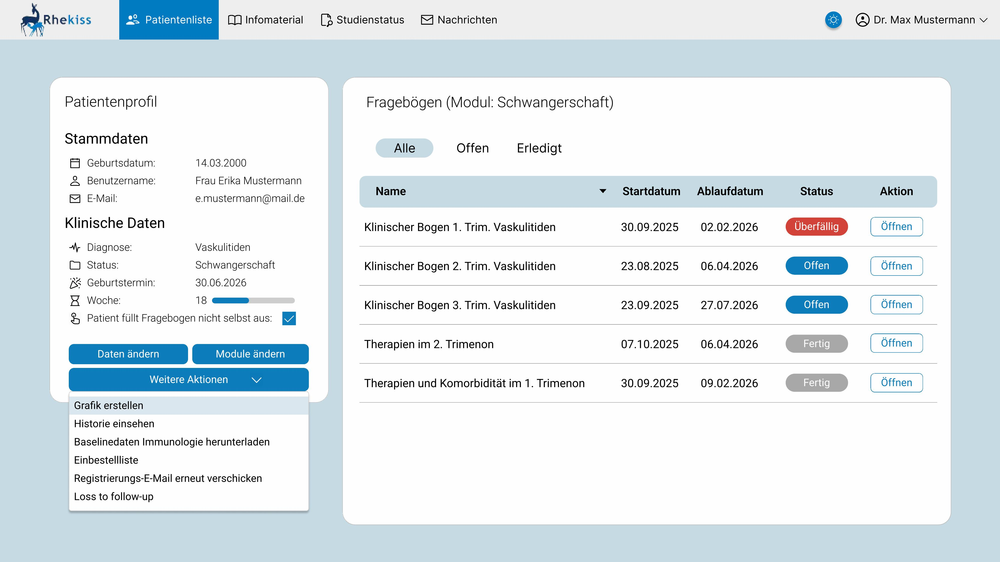 Rhekiss
Patientenliste
Infomaterial
Studienstatus
Nachrichten
Dr. Max Mustermann
Patientenprofil
Stammdaten
Geburtsdatum: 14.03.2000
Benutzername: Frau Erika Mustermann
E-Mail: e.mustermann@mail.de
Klinische Daten
Diagnose: Vaskulitiden
Status: Schwangerschaft
Geburtstermin: 30.06.2026
Woche: 18
Patient füllt Fragebogen nicht selbst aus:
Daten ändern
Module ändern
Weitere Aktionen
Grafik erstellen
Historie einsehen
Baselinedaten Immunologie herunterladen
Einbestellliste
Registrierungs-E-Mail erneut verschicken
Loss to follow-up
Fragebögen (Modul: Schwangerschaft)
Alle Offen Erledigt
Name Startdatum Ablaufdatum Status Aktion
Klinischer Bogen 1. Trim. Vaskulitiden 30.09.2025 02.02.2026 Überfällig Öffnen
Klinischer Bogen 2. Trim. Vaskulitiden 23.08.2025 06.04.2026 Offen Öffnen
Klinischer Bogen 3. Trim. Vaskulitiden 23.09.2025 27.07.2026 Offen Öffnen
Therapien im 2. Trimenon 07.10.2025 06.04.2026 Fertig Öffnen
Therapien und Komorbidität im 1. Trimenon 30.09.2025 09.02.2026 Fertig Öffnen